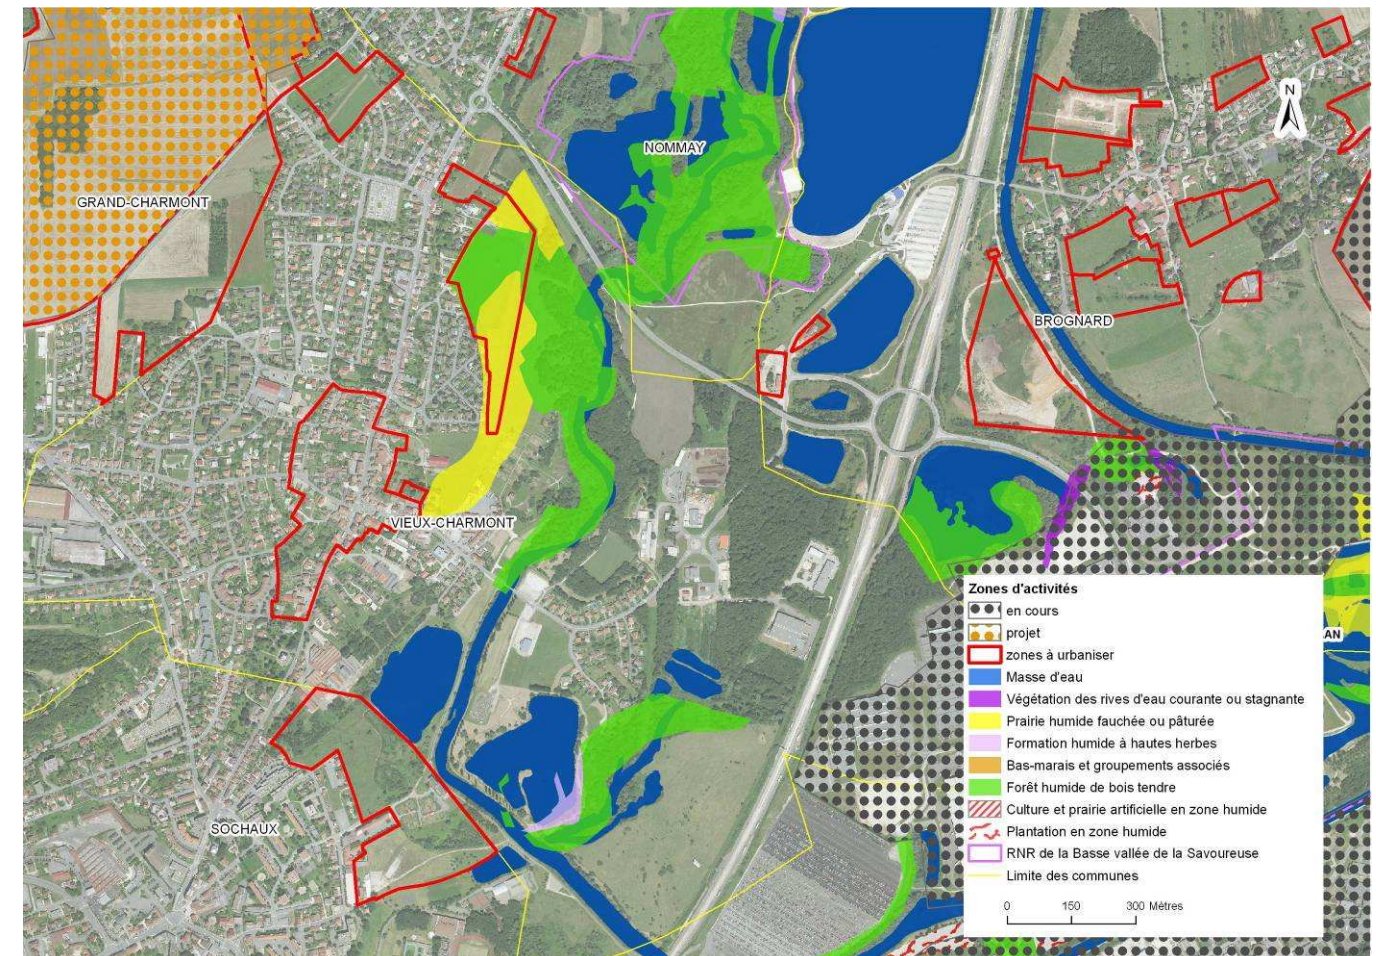 NOMMAY
N
GRAND-CHARMONT
BROGNARD
VIEUX-CHARMONT
SOCHAUX
Zones d'activités
en cours
projet
zones à urbaniser
Masse d'eau
Végétation des rives d'eau courante ou stagnante
Prairie humide fauchée ou pâturée
Formation humide à hautes herbes
Bas-marais et groupements associés
Forêt humide de bois tendre
Culture et prairie artificielle en zone humide
Plantation en zone humide
RNR de la Basse vallée de la Savoureuse
Limite des communes
0 150 300 Mètres